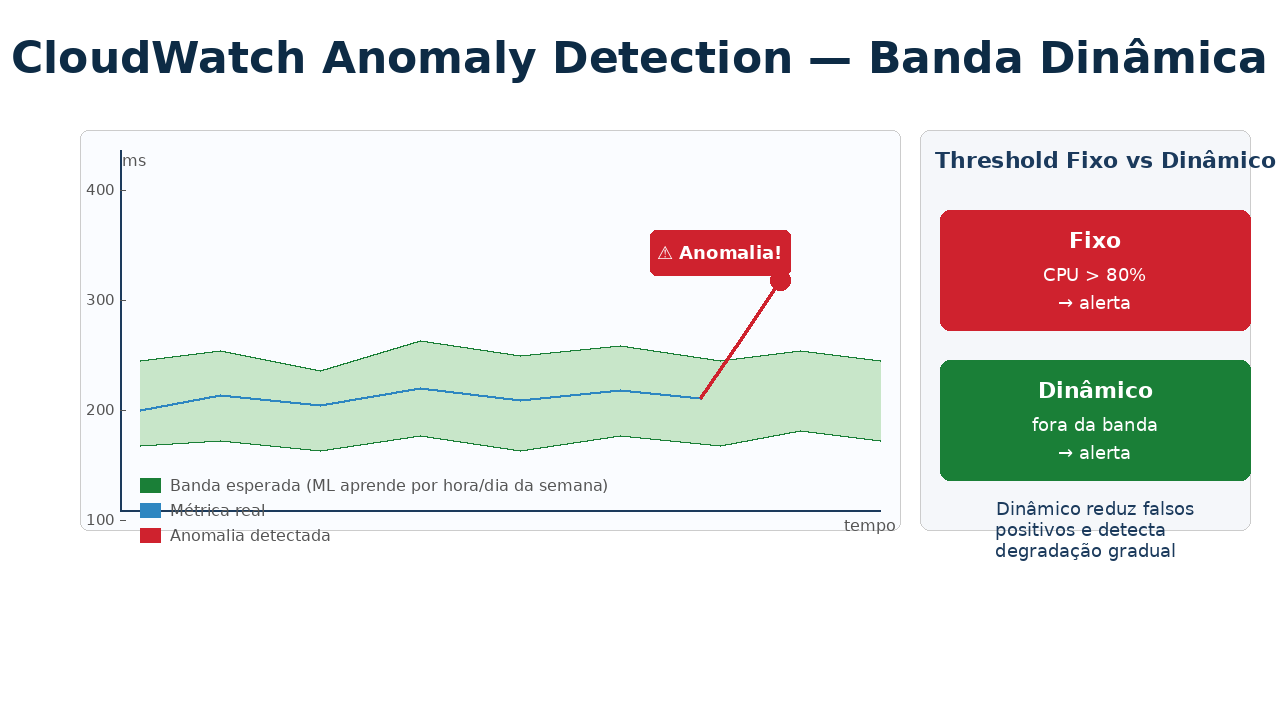 CloudWatch Anomaly Detection — Banda Dinâmica
ms
400
300
200
100
⚠ Anomalia!
Banda esperada (ML aprende por hora/dia da semana)
Métrica real
Anomalia detectada
tempo
Threshold Fixo vs Dinâmico
Fixo
CPU > 80%
→ alerta
Dinâmico
fora da banda
→ alerta
Dinâmico reduz falsos
positivos e detecta
degradação gradual